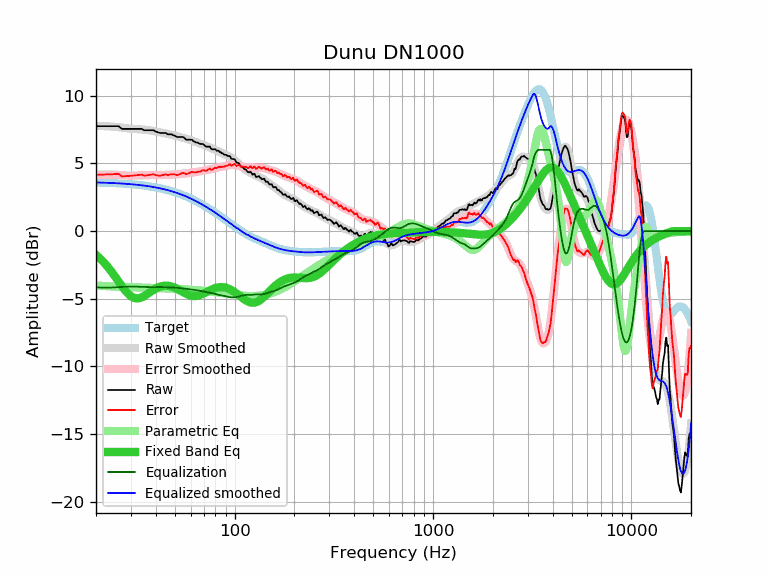 Dunu DN1000
Amplitude (dBr)
10
5
0
−5
−10
−15
−20
Target
Raw Smoothed
Error Smoothed
Raw
Error
Parametric Eq
Fixed Band Eq
Equalization
Equalized smoothed
100 1000 10000
Frequency (Hz)